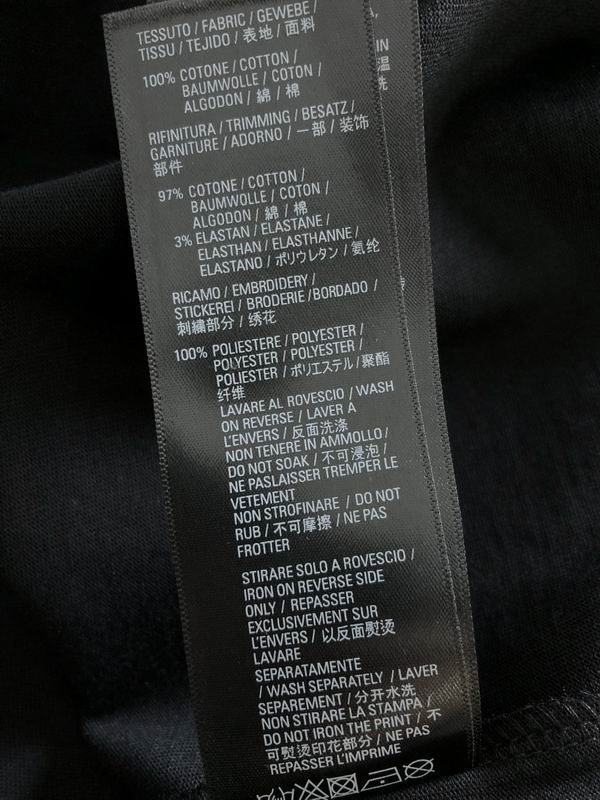 TESSUTO / FABRIC / GEWEBE /
TISSU / TEJIDO / 表地 / 面料
100% COTONE / COTTON /
BAUMWOLLE / COTON /
ALGODON / 綿 / 棉
RIFINITURA / TRIMMING / BESATZ /
GARNITURE / ADORNO / 一部 / 装饰
部件
97% COTONE / COTTON /
BAUMWOLLE / COTON /
ALGODON / 綿 / 棉
3% ELASTAN / ELASTANE /
ELASTHAN / ELASTHANNE /
ELASTANO / ポリウレタン / 氨纶
RICAMO / EMBRDIDERY /
STICKEREI / BRODERIE /BORDADO /
刺繍部分 / 绣花
100% POLIESTERE / POLYESTER /
POLYESTER / POLYESTER /
POLIESTER / ポリエステル / 聚酯
纤维
LAVARE AL ROVESCIO / WASH
ON REVERSE / LAVER A
L'ENVERS / 反面洗涤
NON TENERE IN AMMOLLO /
DO NOT SOAK / 不可浸泡 /
NE PASLAISSER TREMPER LE
VETEMENT
NON STROFINARE / DO NOT
RUB / 不可摩擦 / NE PAS
FROTTER
STIRARE SOLO A ROVESCIO /
IRON ON REVERSE SIDE
ONLY / REPASSER
EXCLUSIVEMENT SUR
L'ENVERS / 以反面熨烫
LAVARE
SEPARATAMENTE
/ WASH SEPARATELY / LAVER
SEPAREMENT / 分开水洗
NON STIRARE LA STAMPA /
DO NOT IRON THE PRINT / 不
可熨烫印花部分 / NE PAS
REPASSER L'IMPRIME
A,
IN
温
洗